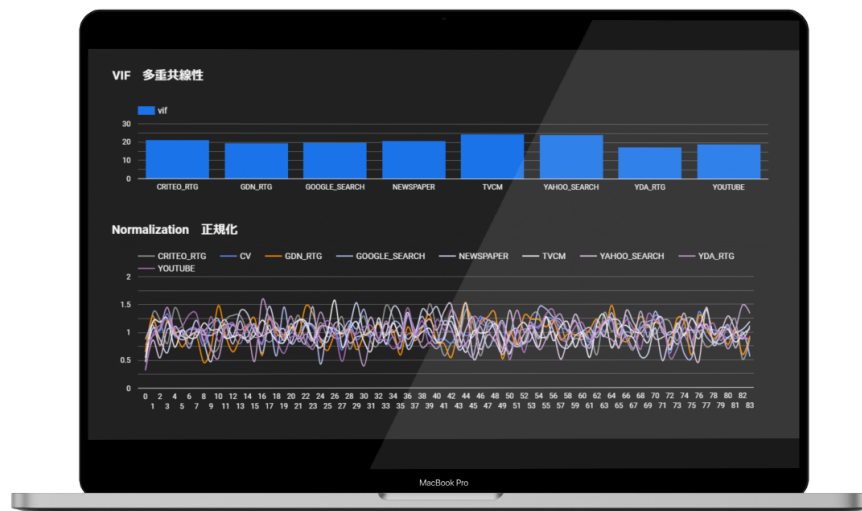 VIF 多重共線性
vif
30
20
10
0
CRITEO_RTG GDN_RTG GOOGLE_SEARCH NEWSPAPER TVCM YAHOO_SEARCH YDA_RTG YOUTUBE
Normalization 正規化
CRITEO_RTG CV GDN_RTG GOOGLE_SEARCH NEWSPAPER TVCM YAHOO_SEARCH YDA_RTG
YOUTUBE
2
1.5
1
0.5
0
0 2 4 6 8 10 12 14 16 18 20 22 24 26 28 30 32 34 36 38 40 42 44 46 48 50 52 54 56 58 60 62 64 66 68 70 72 74 76 78 80 82
1 3 5 7 9 11 13 15 17 19 21 23 25 27 29 31 33 35 37 39 41 43 45 47 49 51 53 55 57 59 61 63 65 67 69 71 73 75 77 79 81 83
MacBook Pro